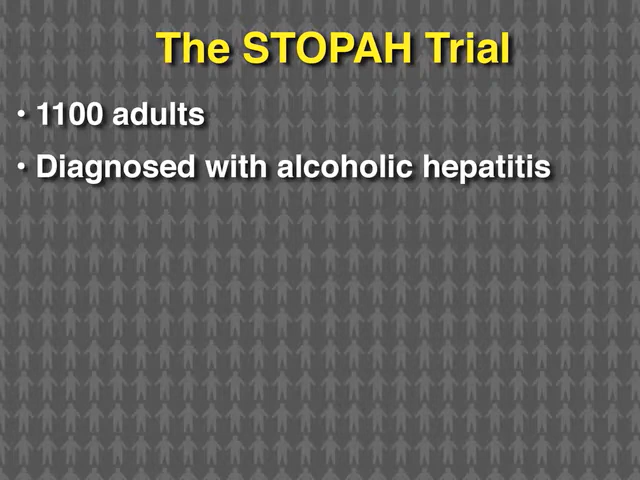 The STOPAH Trial
• 1100 adults
• Diagnosed with alcoholic hepatitis